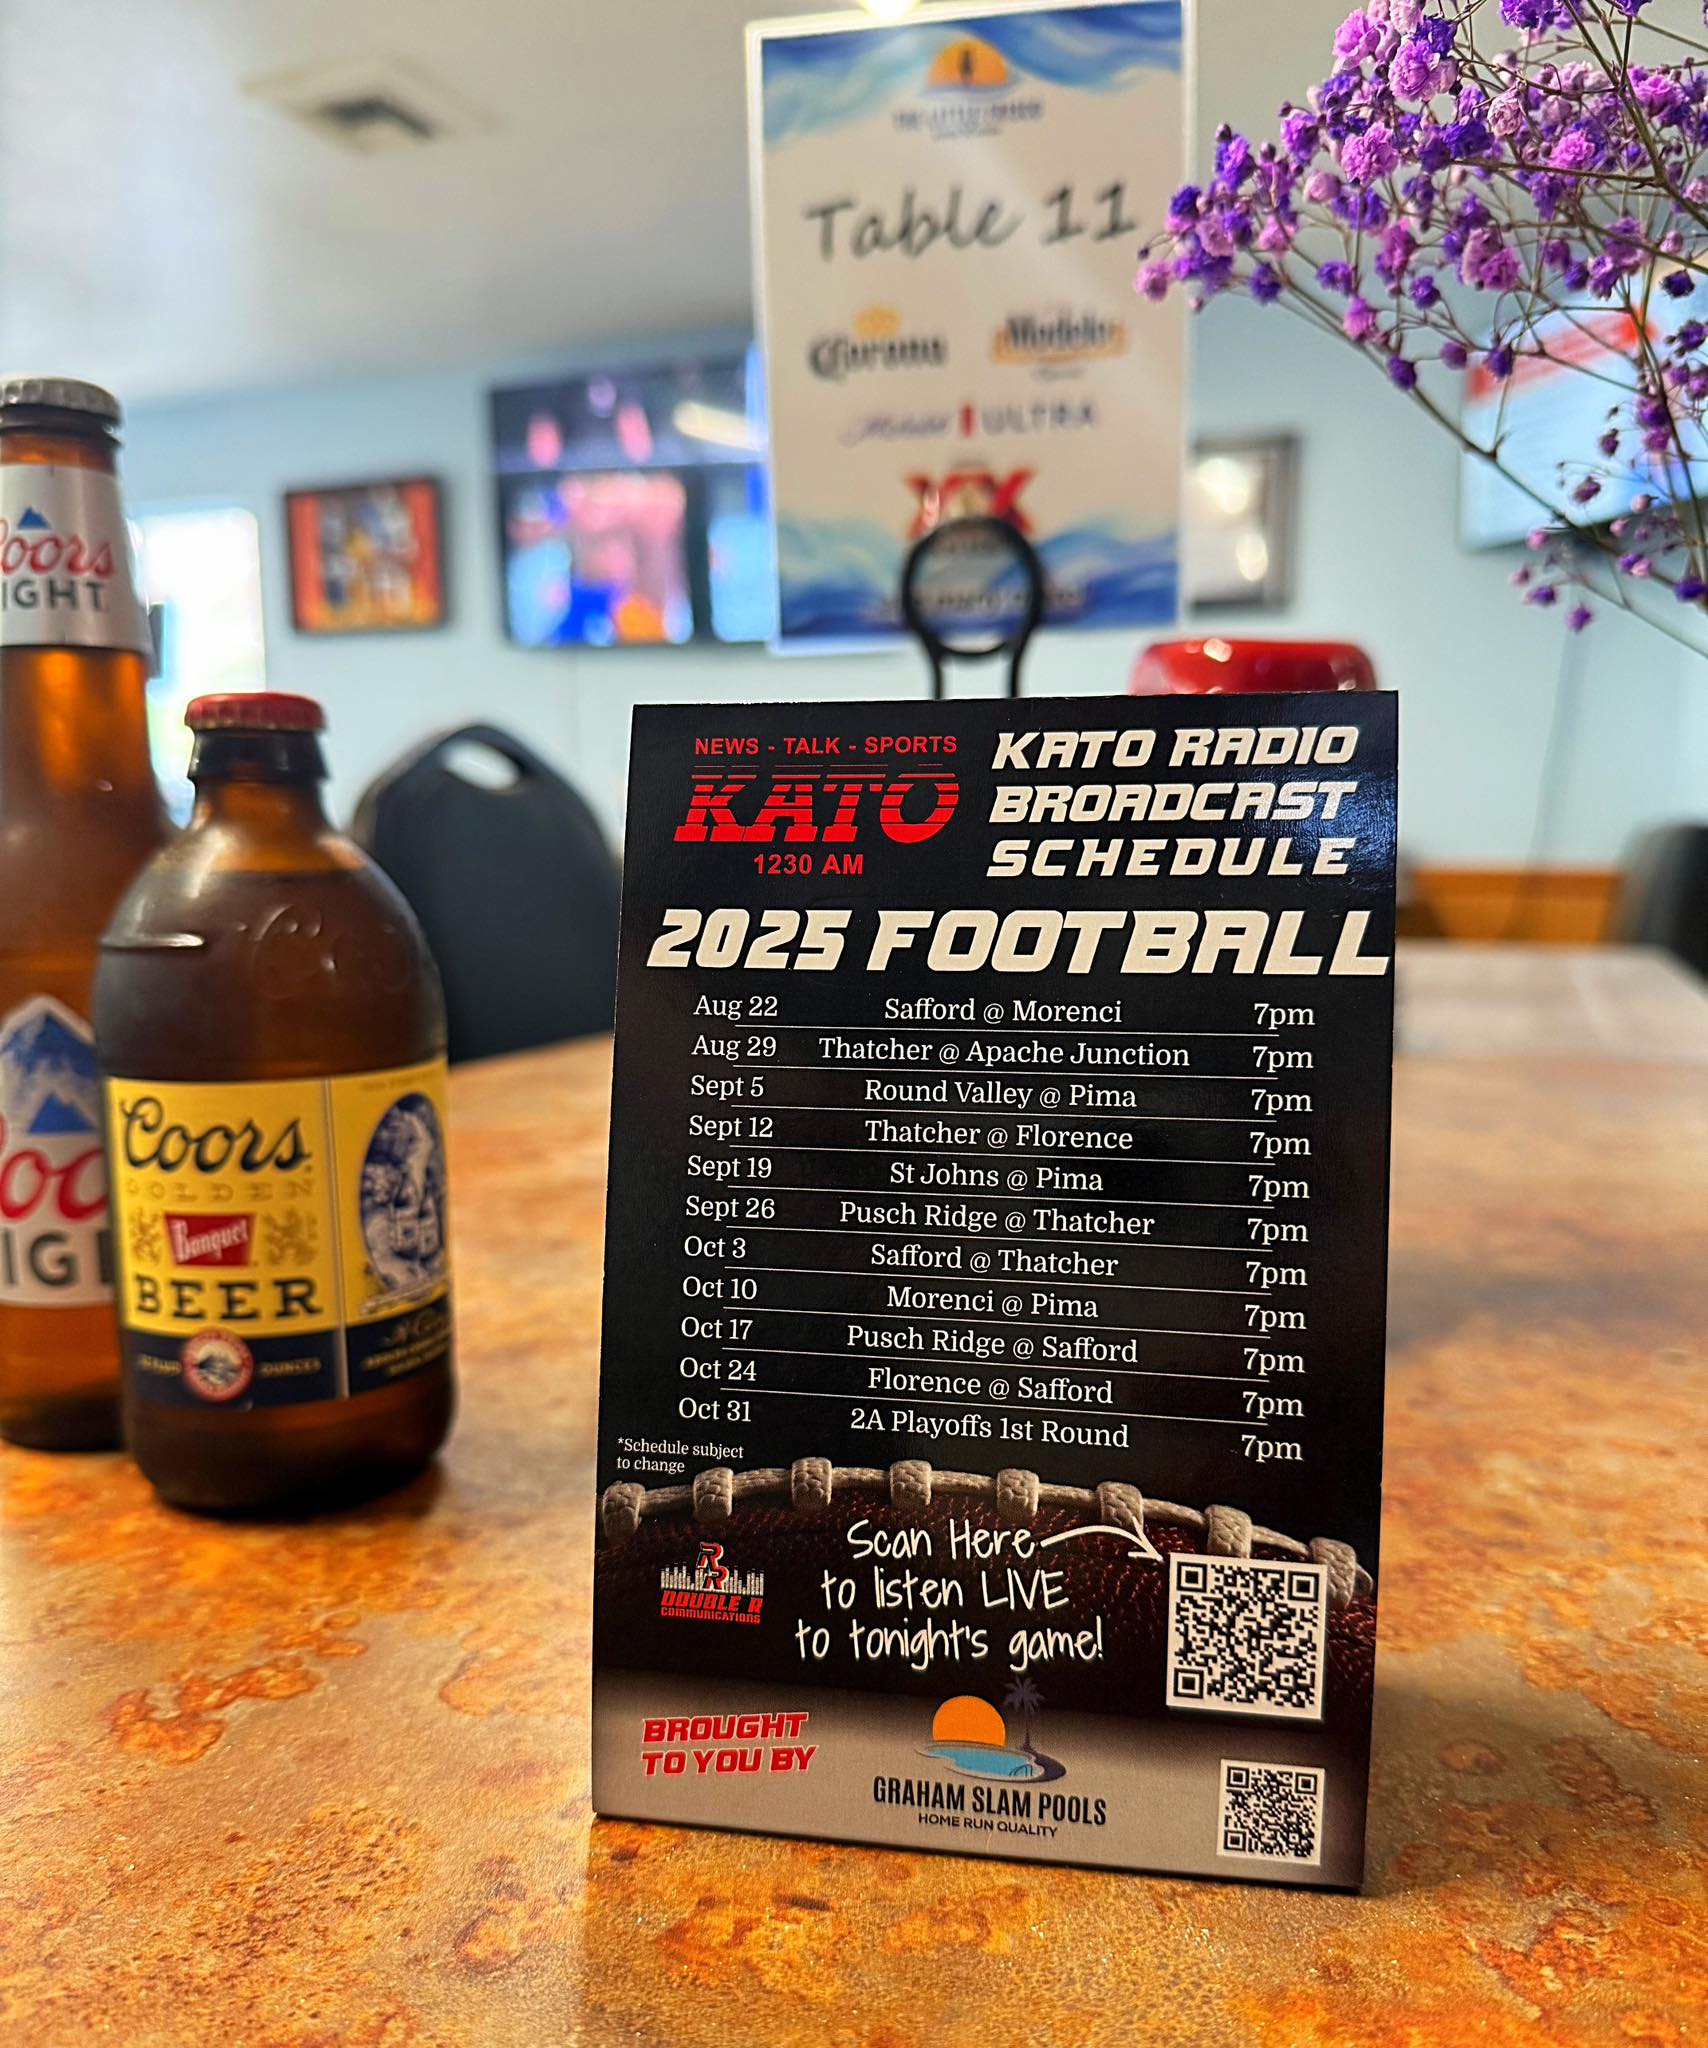 Table 11
Corona
Modelo
ULTRA
XX
Coors
LIGHT
Coors
GOLDEN
Banquet
BEER
OUNCES
NEWS - TALK - SPORTS
KATO
1230 AM
KATO RADIO
BROADCAST
SCHEDULE
2025 FOOTBALL
Aug 22 Safford @ Morenci 7pm
Aug 29 Thatcher @ Apache Junction 7pm
Sept 5 Round Valley @ Pima 7pm
Sept 12 Thatcher @ Florence 7pm
Sept 19 St Johns @ Pima 7pm
Sept 26 Pusch Ridge @ Thatcher 7pm
Oct 3 Safford @ Thatcher 7pm
Oct 10 Morenci @ Pima 7pm
Oct 17 Pusch Ridge @ Safford 7pm
Oct 24 Florence @ Safford 7pm
Oct 31 2A Playoffs 1st Round 7pm
*Schedule subject
to change
Scan Here
to listen LIVE
to tonight's game!
RR
DOUBLE R
COMMUNICATIONS
BROUGHT
TO YOU BY
GRAHAM SLAM POOLS
HOME RUN QUALITY